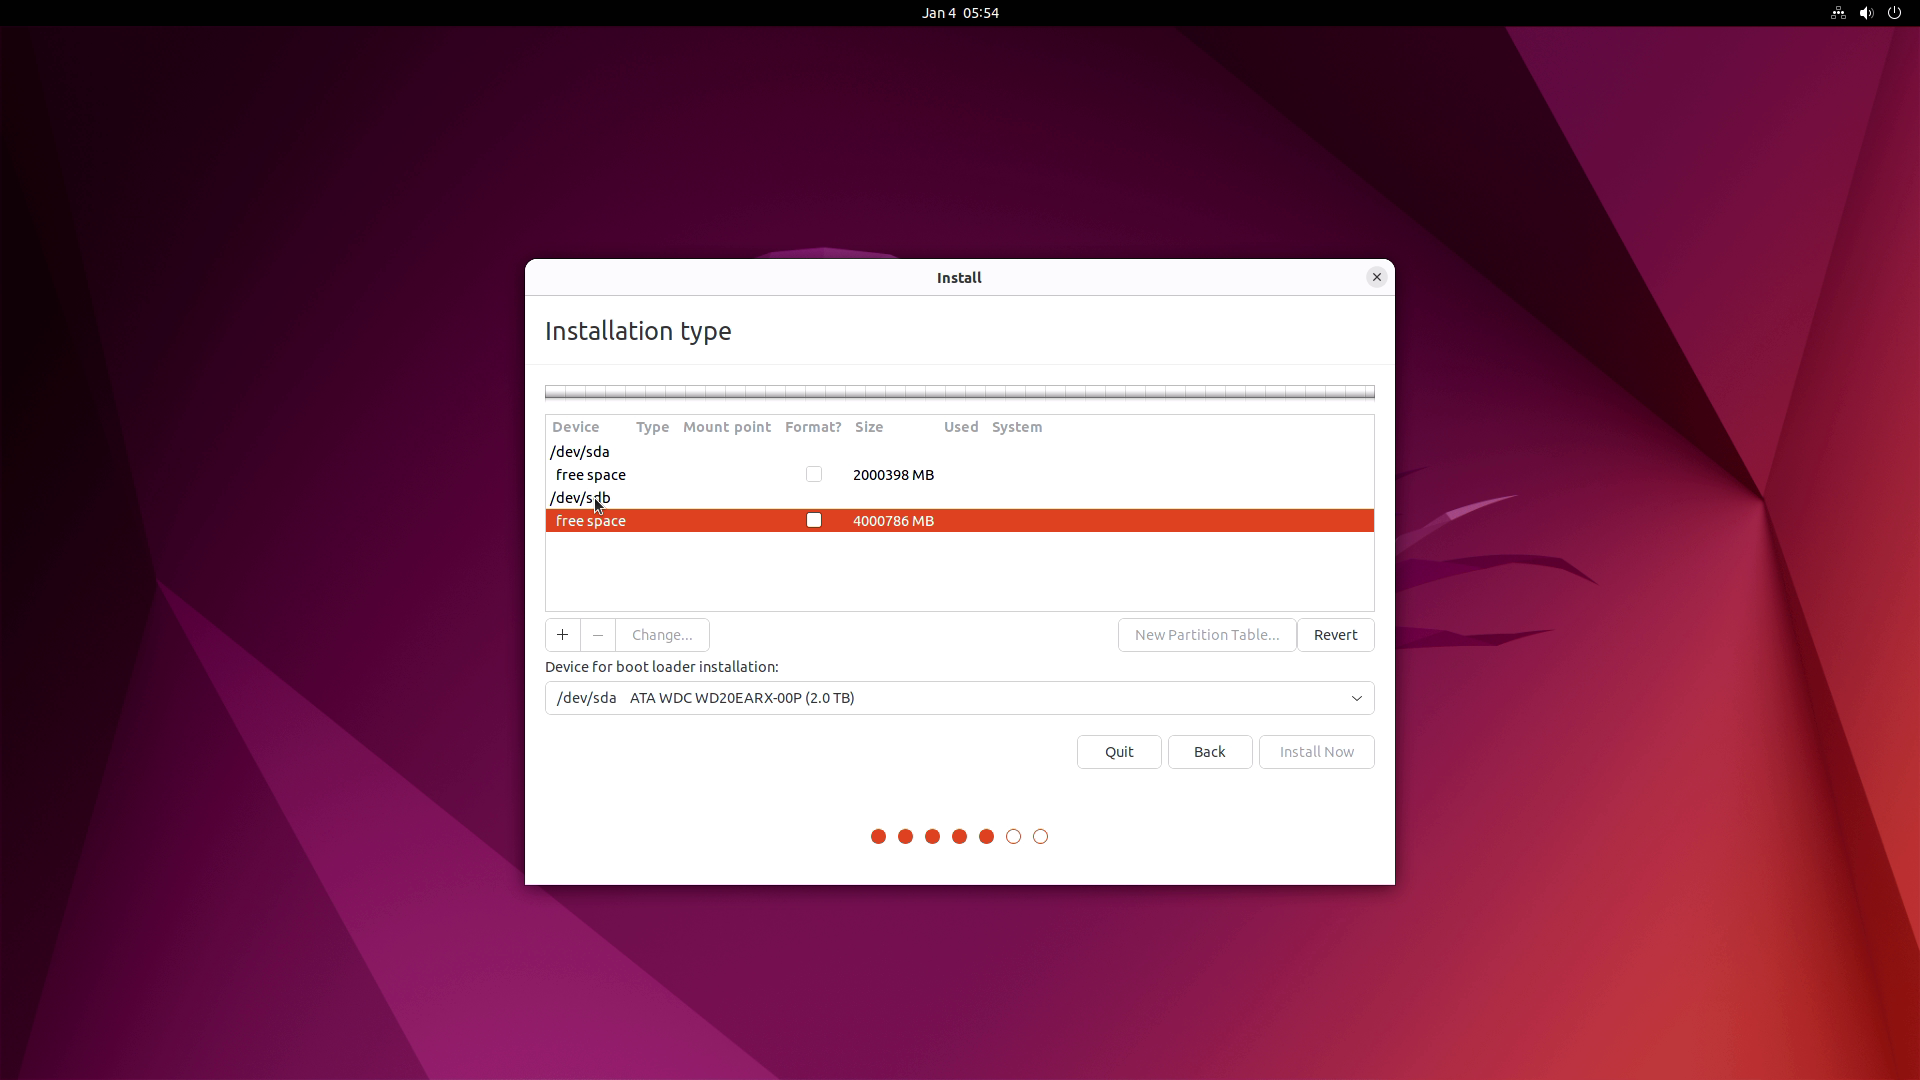 Jan 4 05:54
Install
Installation type
Device Type Mount point Format? Size Used System
/dev/sda
free space 2000398 MB
/dev/sdb
free space 4000786 MB
+ − Change... New Partition Table... Revert
Device for boot loader installation:
/dev/sda ATA WDC WD20EARX-00P (2.0 TB)
Quit Back Install Now